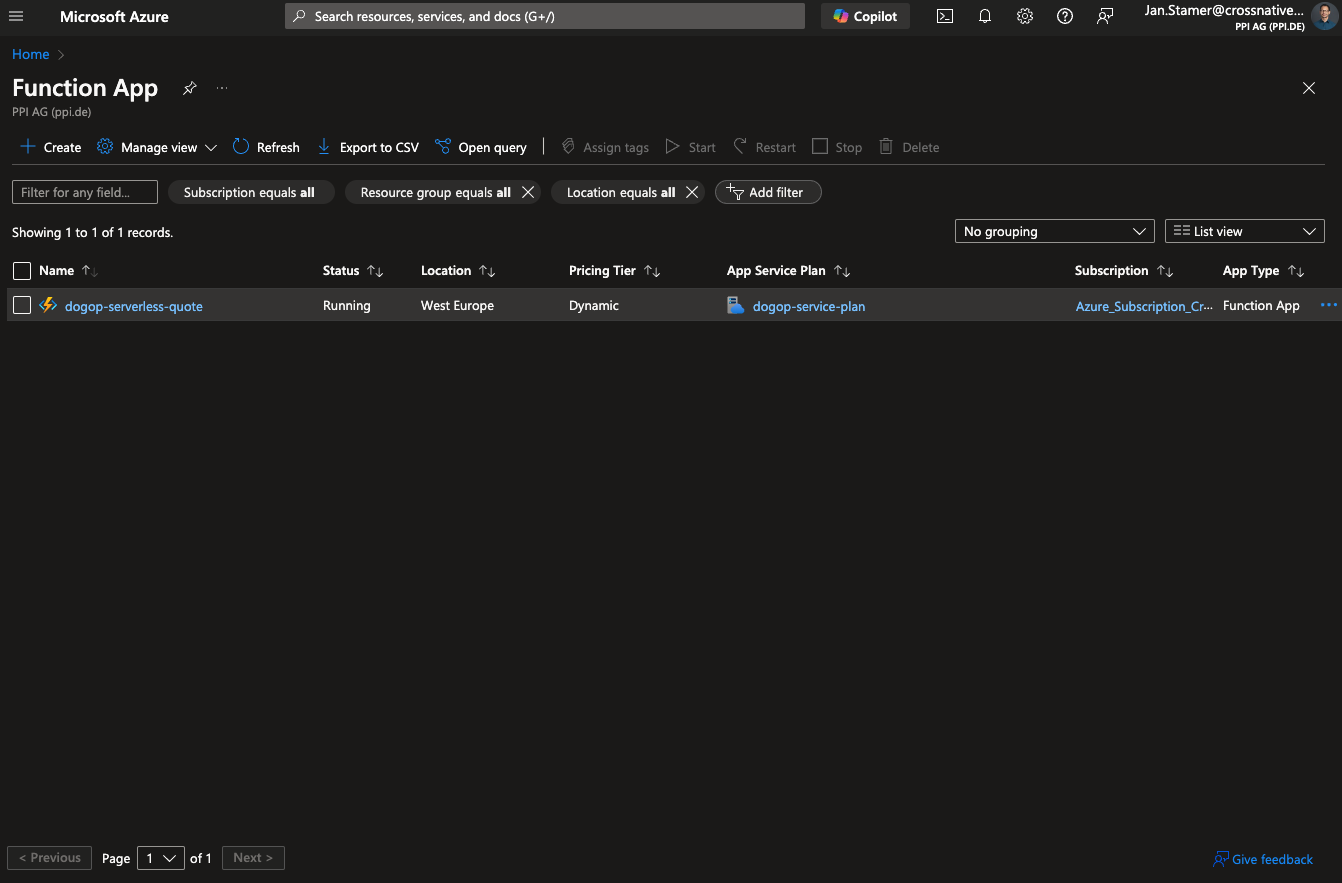 Microsoft Azure
Search resources, services, and docs (G+/)
Copilot
Jan.Stamer@crossnative...
PPI AG (PPI.DE)
Home
Function App
PPI AG (ppi.de)
Create Manage view Refresh Export to CSV Open query Assign tags Start Restart Stop Delete
Filter for any field... Subscription equals all Resource group equals all Location equals all Add filter
Showing 1 to 1 of 1 records. No grouping List view
Name Status Location Pricing Tier App Service Plan Subscription App Type
dogop-serverless-quote Running West Europe Dynamic dogop-service-plan Azure_Subscription_Cr... Function App
< Previous Page 1 of 1 Next > Give feedback